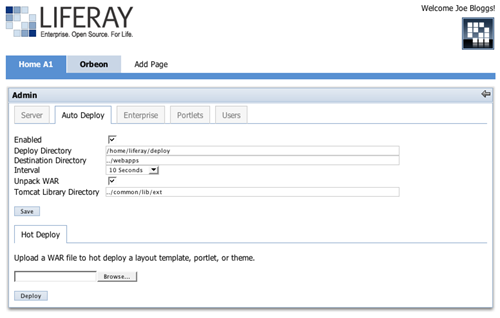 LIFERAY
Enterprise. Open Source. For Life.
Welcome Joe Bloggs!
Home A1 Orbeon Add Page
Admin
Server Auto Deploy Enterprise Portlets Users
Enabled
Deploy Directory /home/liferay/deploy
Destination Directory ../webapps
Interval 10 Seconds
Unpack WAR
Tomcat Library Directory ../common/lib/ext
Save
Hot Deploy
Upload a WAR file to hot deploy a layout template, portlet, or theme.
Browse...
Deploy